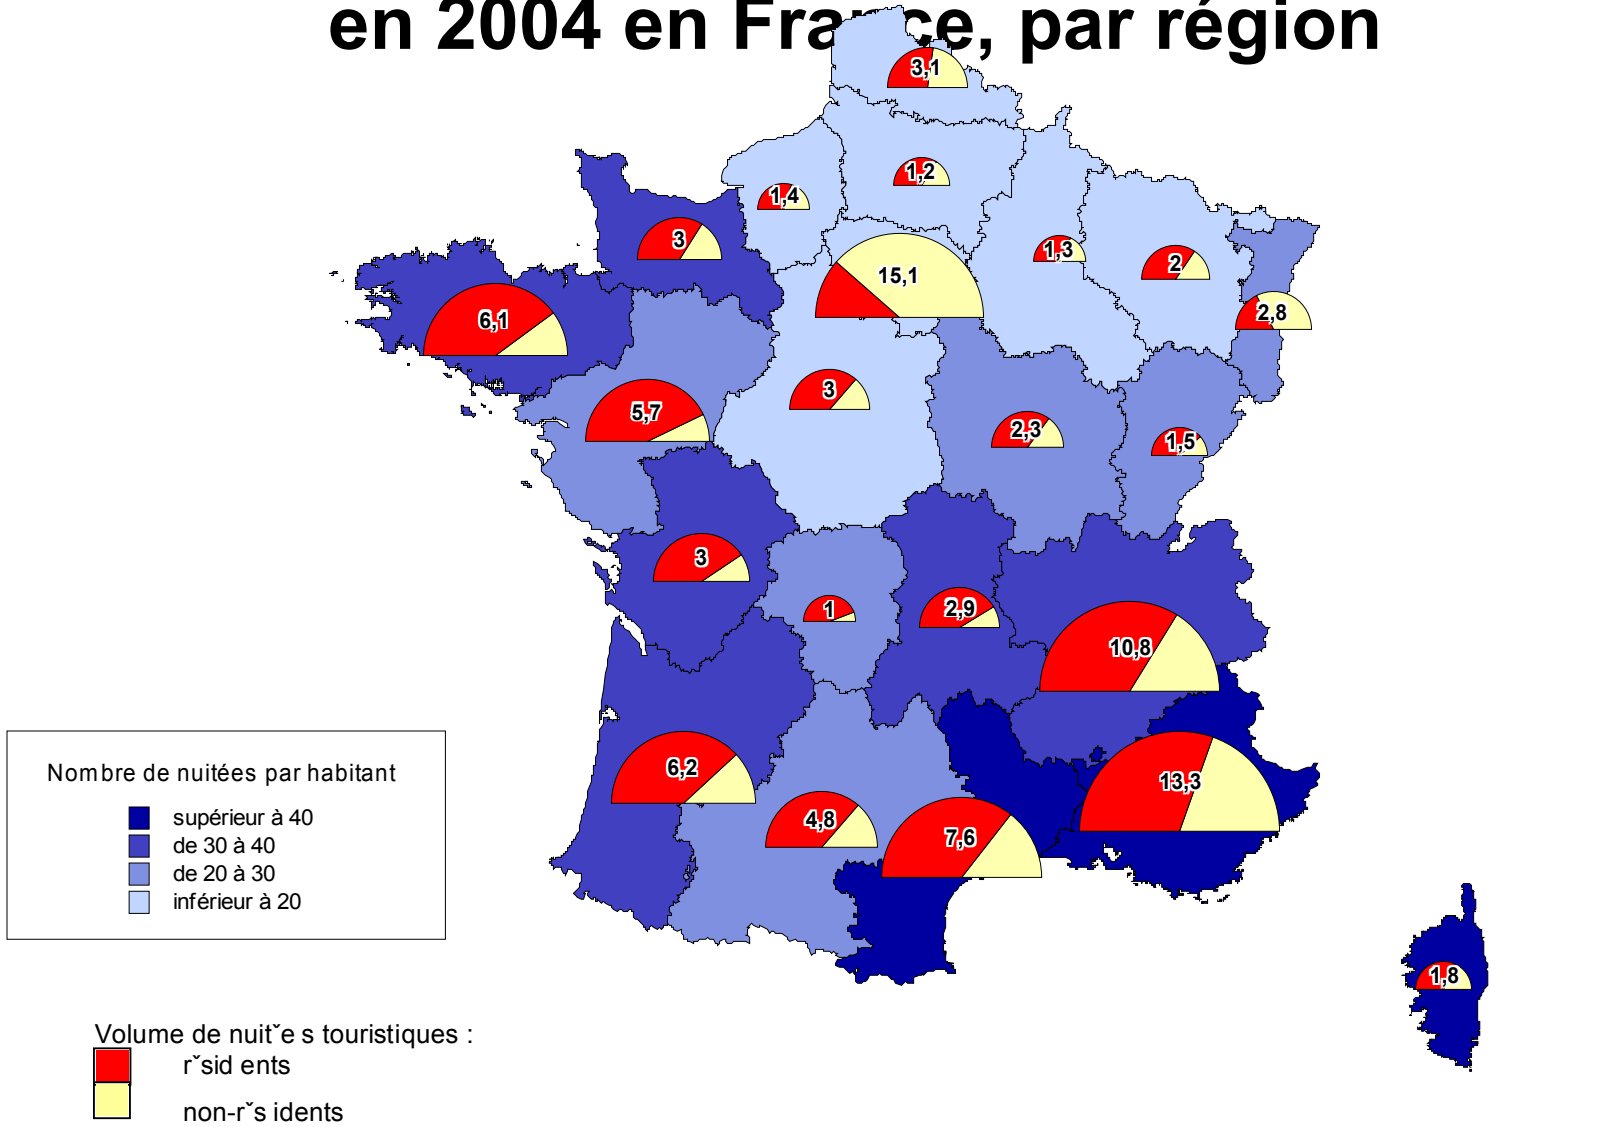 en 2004 en France, par région
3,1
1,2
1,4
3
1,3
2
15,1
2,8
6,1
3
5,7
2,3
1,5
3
1
2,9
10,8
6,2
13,3
4,8
7,6
1,8
Nombre de nuitées par habitant
supérieur à 40
de 30 à 40
de 20 à 30
inférieur à 20
Volume de nuitˇe s touristiques :
rˇsid ents
non-rˇs idents